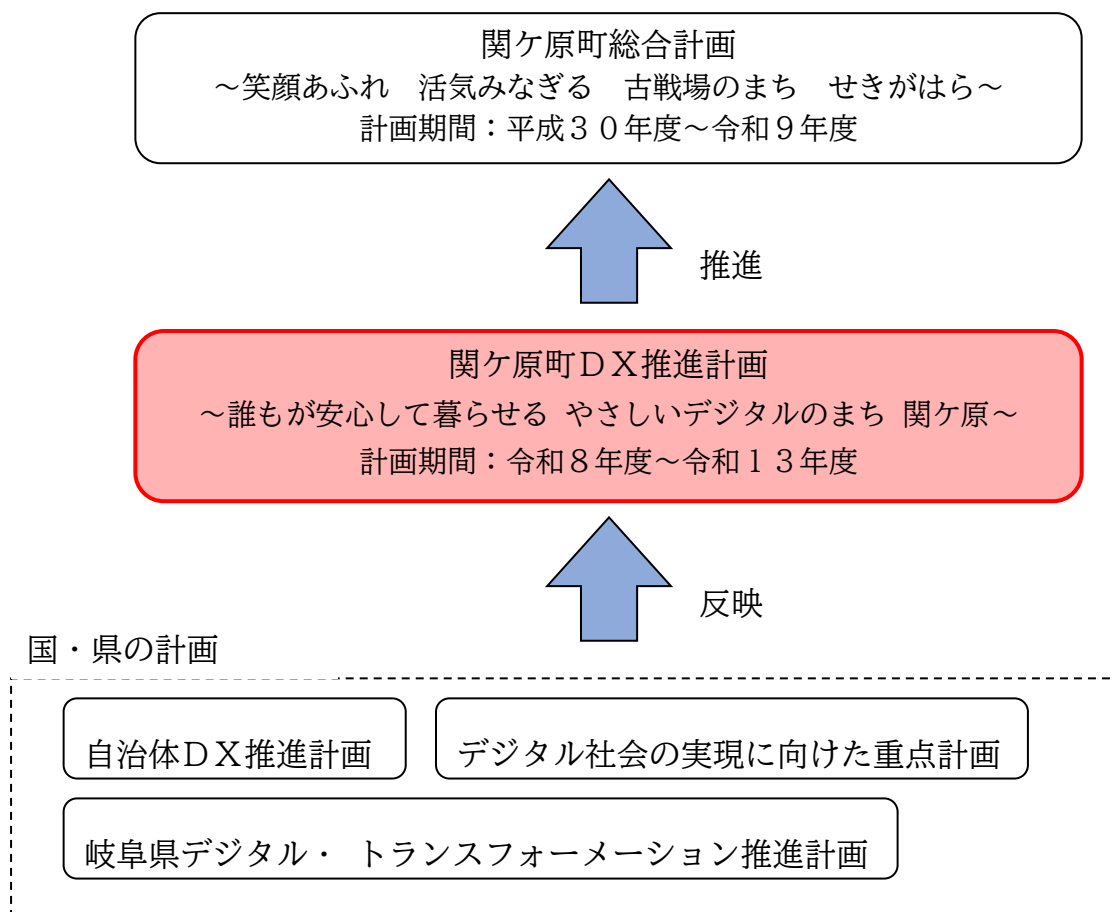 関ケ原町総合計画
～笑顔あふれ　活気みなぎる　古戦場のまち　せきがはら～
計画期間：平成３０年度～令和９年度
推進
関ケ原町ＤＸ推進計画
～誰もが安心して暮らせる やさしいデジタルのまち 関ケ原～
計画期間：令和８年度～令和１３年度
反映
国・県の計画
自治体ＤＸ推進計画
デジタル社会の実現に向けた重点計画
岐阜県デジタル・ トランスフォーメーション推進計画